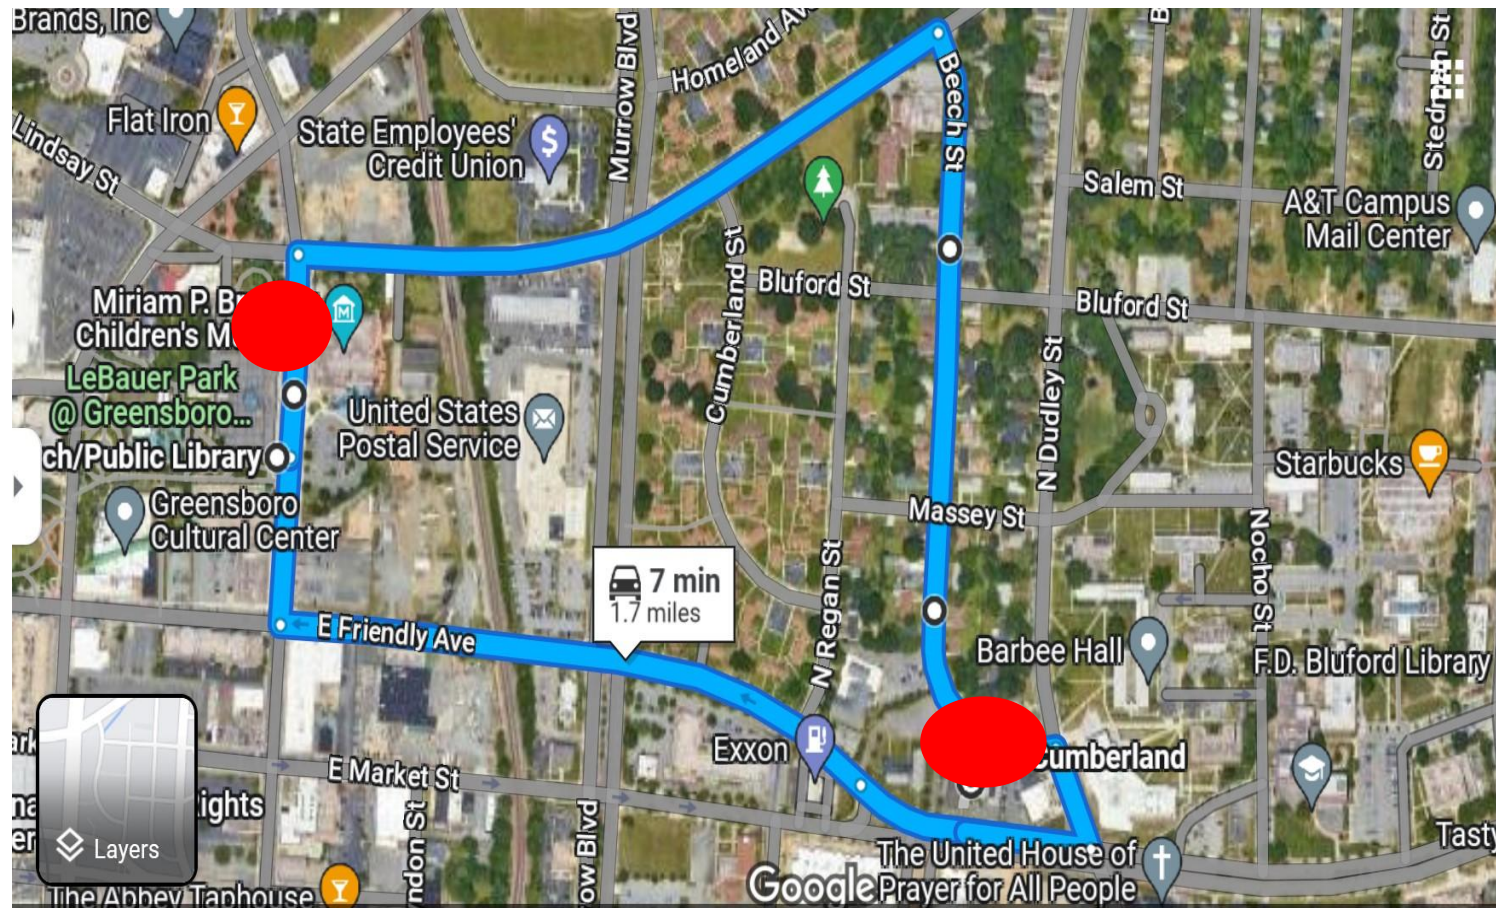 Brands, Inc
Homeland Av
Murrow Blvd
Beech St
Stedman St
Flat Iron
Lindsay St
State Employees'
Credit Union
Salem St
A&T Campus
Mail Center
Cumberland St
Bluford St
Bluford St
Miriam P. B
Children's M
LeBauer Park
@ Greensboro...
United States
Postal Service
N Dudley St
ch/Public Library
Starbucks
Greensboro
Cultural Center
Massey St
Nocho St
N Regan St
7 min
1.7 miles
E Friendly Ave
Barbee Hall
F.D. Bluford Library
Exxon
Cumberland
E Market St
ights
ndon St
ow Blvd
Layers
Tasty
The United House of
Prayer for All People
Google
The Abbey Taphouse